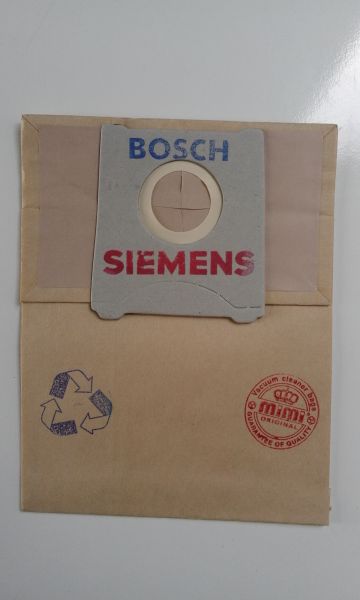 BOSCH
SIEMENS
Vacuum cleaner bags
mimi
ORIGINAL
GUARANTEE OF QUALITY